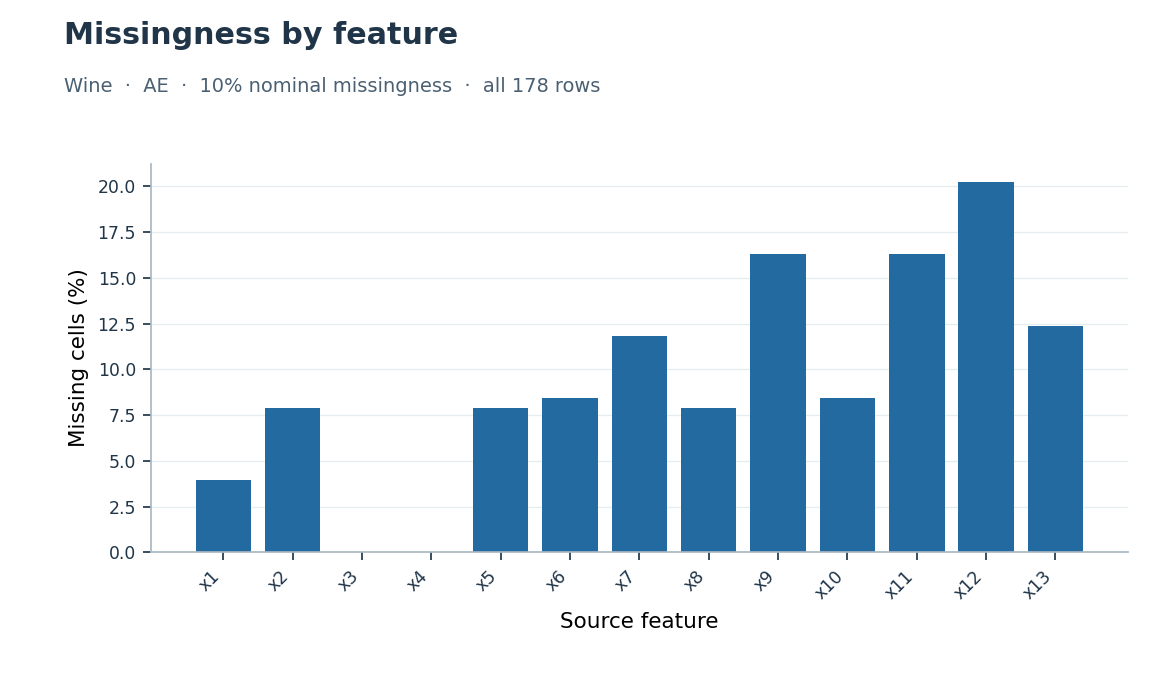 Missingness by feature
Wine · AE · 10% nominal missingness · all 178 rows
20.0
17.5
15.0
12.5
10.0
7.5
5.0
2.5
0.0
Missing cells (%)
x1 x2 x3 x4 x5 x6 x7 x8 x9 x10 x11 x12 x13
Source feature